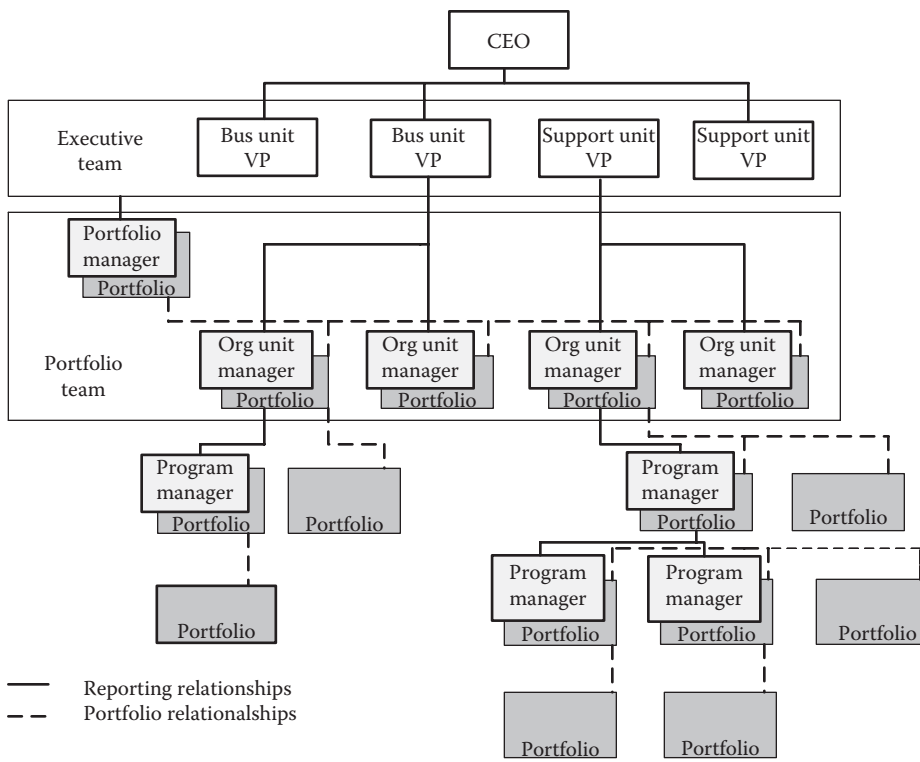 CEO
Executive
team
Bus unit
VP
Bus unit
VP
Support unit
VP
Support unit
VP
Portfolio
manager
Portfolio
Portfolio
team
Org unit
manager
Portfolio
Org unit
manager
Portfolio
Org unit
manager
Portfolio
Org unit
manager
Portfolio
Program
manager
Portfolio
Portfolio
Program
manager
Portfolio
Portfolio
Portfolio
Program
manager
Portfolio
Program
manager
Portfolio
Portfolio
Portfolio
Portfolio
Reporting relationships
Portfolio relationalships